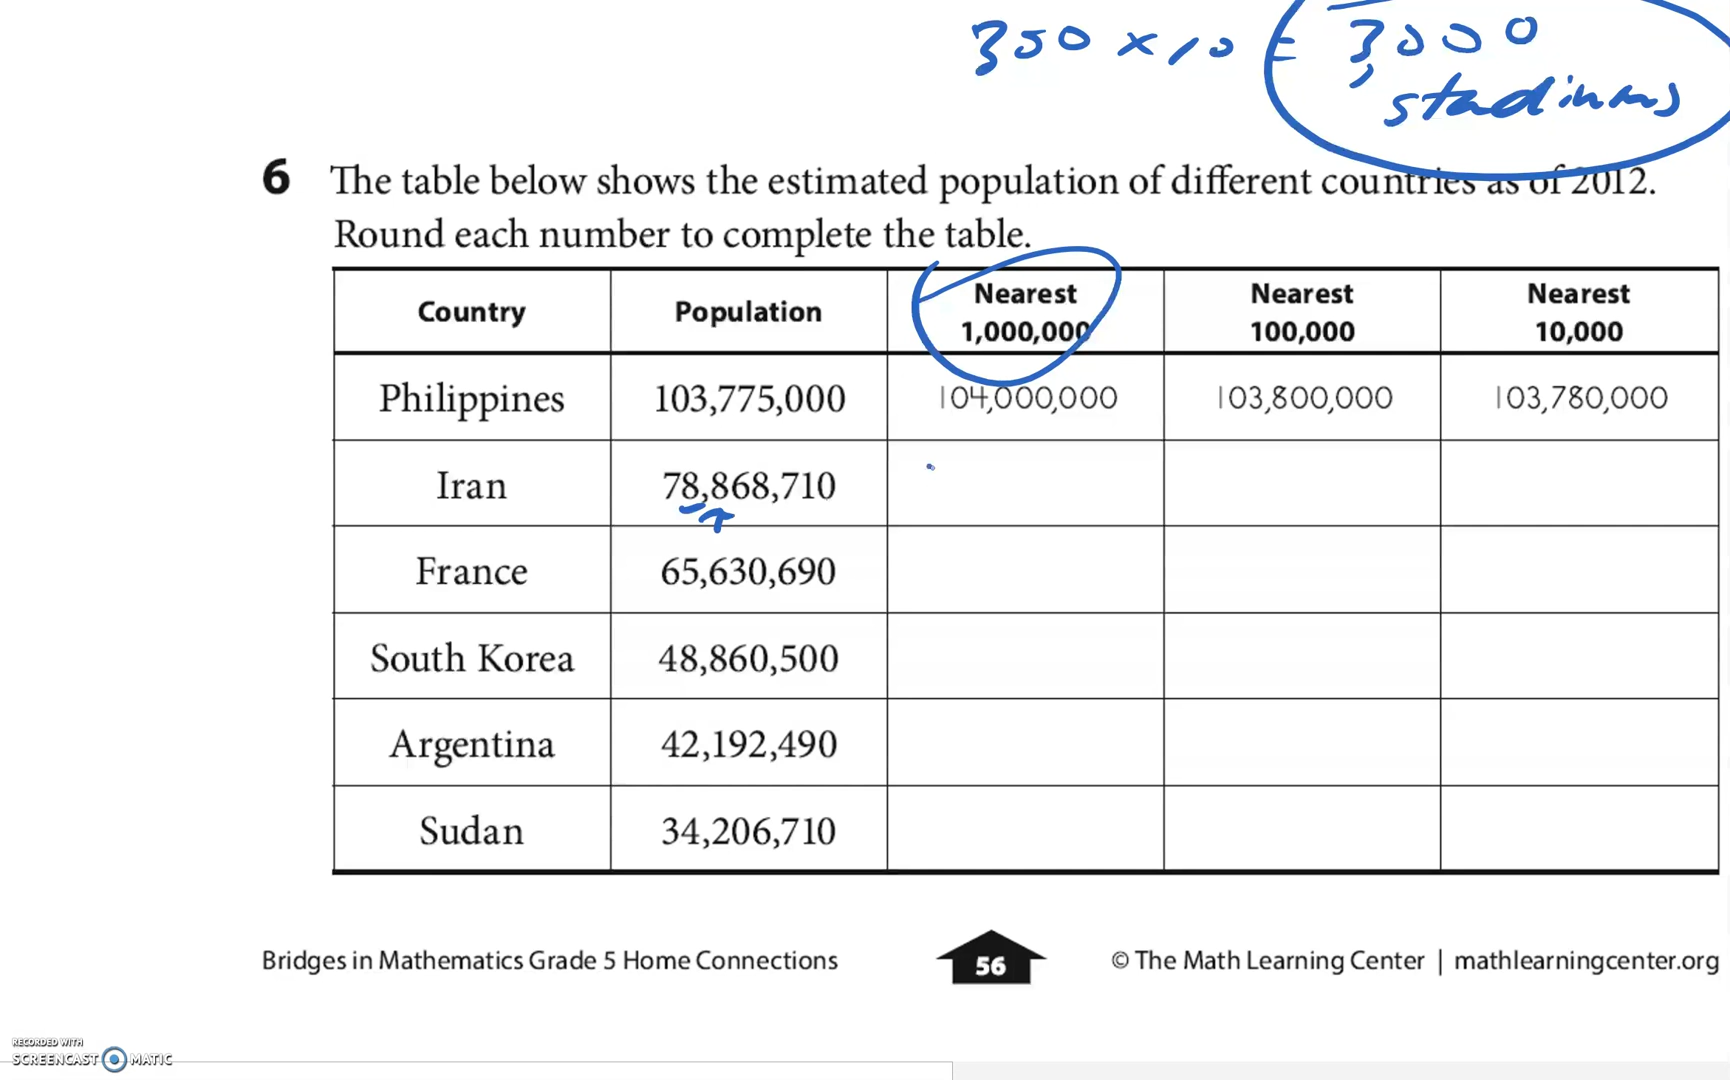 300 x 10 = 3,000
stadiums
6 The table below shows the estimated population of different countries as of 2012.
Round each number to complete the table.
Country Population Nearest 1,000,000 Nearest 100,000 Nearest 10,000
Philippines 103,775,000 104,000,000 103,800,000 103,780,000
Iran 78,868,710
France 65,630,690
South Korea 48,860,500
Argentina 42,192,490
Sudan 34,206,710
Bridges in Mathematics Grade 5 Home Connections 56 © The Math Learning Center | mathlearningcenter.org
RECORDED WITH
SCREENCAST MATIC